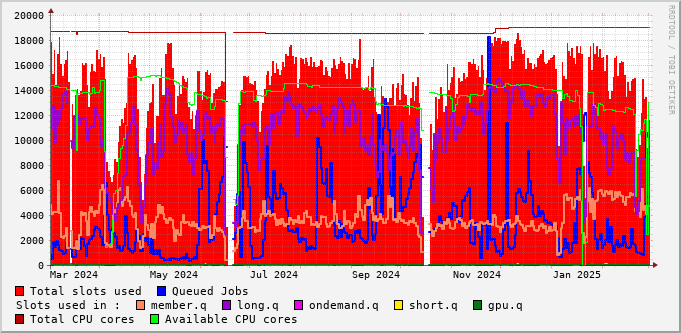 20000
18000
16000
14000
12000
10000
8000
6000
4000
2000
0
Mar 2024 May 2024 Jul 2024 Sep 2024 Nov 2024 Jan 2025
RRDTOOL / TOBI OETIKER
Total slots used Queued Jobs
Slots used in : member.q long.q ondemand.q short.q gpu.q
Total CPU cores Available CPU cores